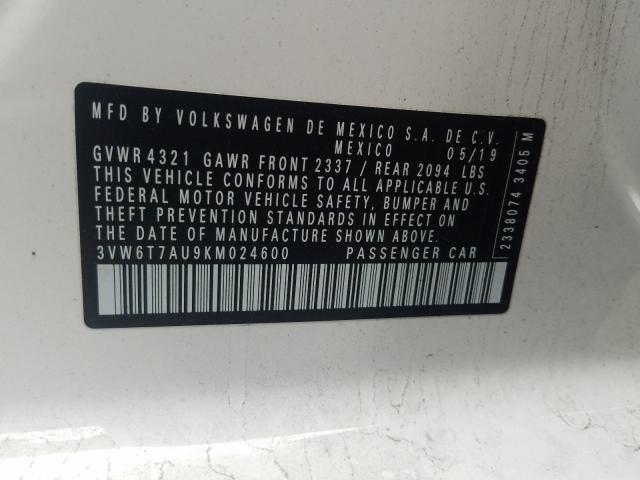 MFD BY VOLKSWAGEN DE MEXICO S.A. DE C.V.
MEXICO 05/19
GVWR 4321 GAWR FRONT 2337 / REAR 2094 LBS
THIS VEHICLE CONFORMS TO ALL APPLICABLE U.S.
FEDERAL MOTOR VEHICLE SAFETY, BUMPER AND
THEFT PREVENTION STANDARDS IN EFFECT ON
THE DATE OF MANUFACTURE SHOWN ABOVE.
3VW6T7AU9KM024600 PASSENGER CAR
2338074 3405 M